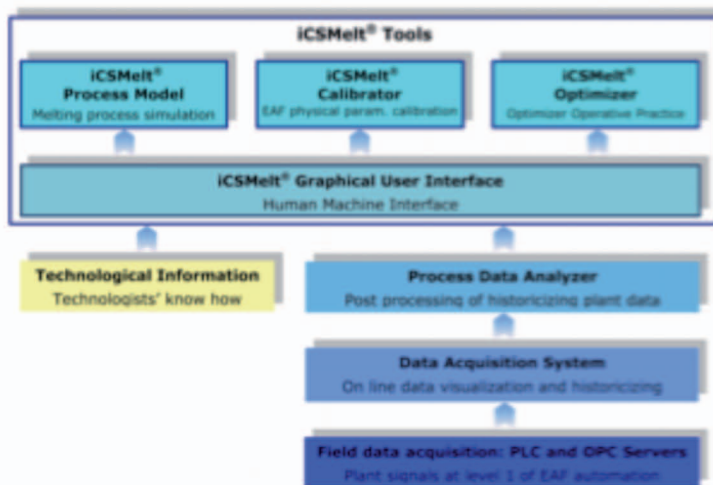 iCSMelt® Tools
iCSMelt®
Process Model
Melting process simulation
iCSMelt®
Calibrator
EAF physical param. calibration
iCSMelt®
Optimizer
Optimizer Operative Practice
iCSMelt® Graphical User Interface
Human Machine Interface
Technological Information
Technologists' know how
Process Data Analyzer
Post processing of historicizing plant data
Data Acquisition System
On line data visualization and historicizing
Field data acquisition: PLC and OPC Servers
Plant signals at level 1 of EAF automation